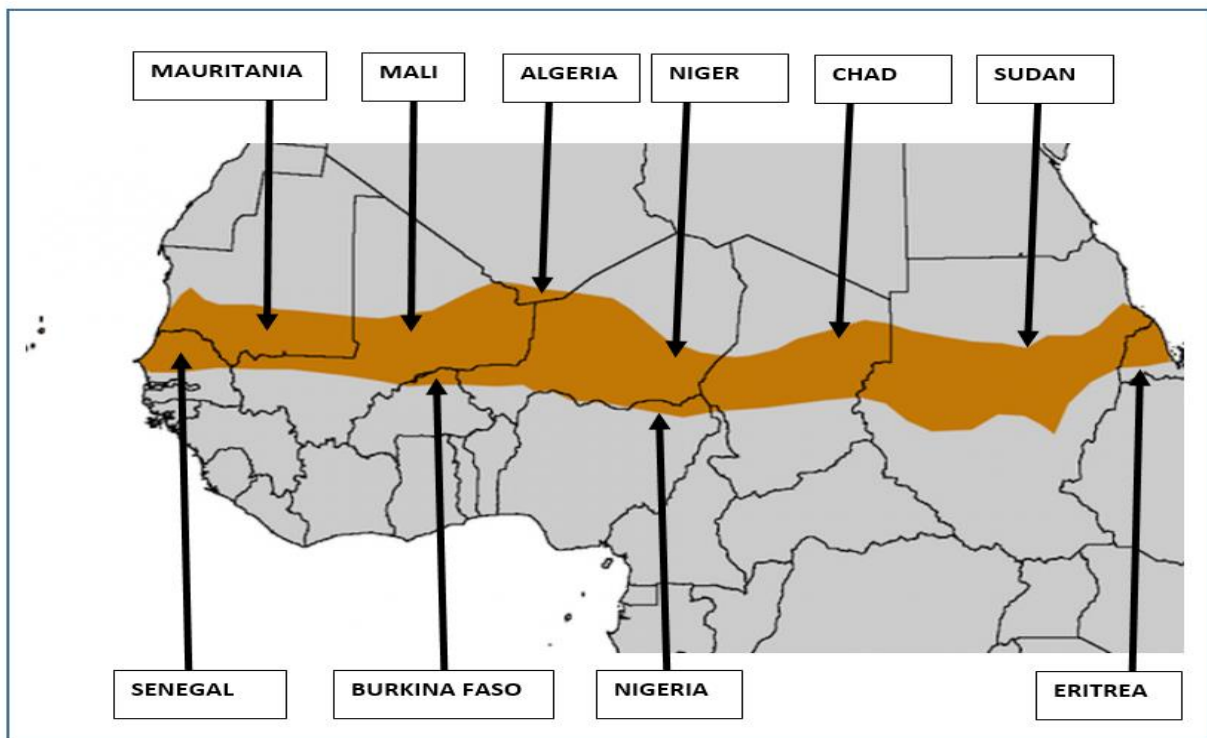 MAURITANIA
MALI
ALGERIA
NIGER
CHAD
SUDAN
SENEGAL
BURKINA FASO
NIGERIA
ERITREA